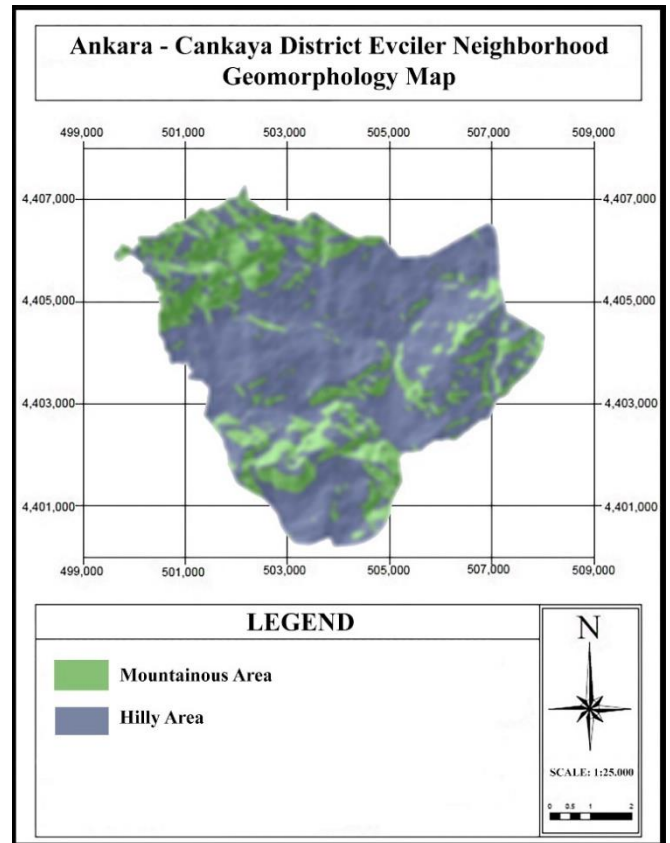 Ankara - Cankaya District Evciler Neighborhood
Geomorphology Map
499,000 501,000 503,000 505,000 507,000 509,000
4,407,000 4,407,000
4,405,000 4,405,000
4,403,000 4,403,000
4,401,000 4,401,000
499,000 501,000 503,000 505,000 507,000 509,000
LEGEND
Mountainous Area
Hilly Area
N
SCALE: 1:25.000
0 0.5 1 2